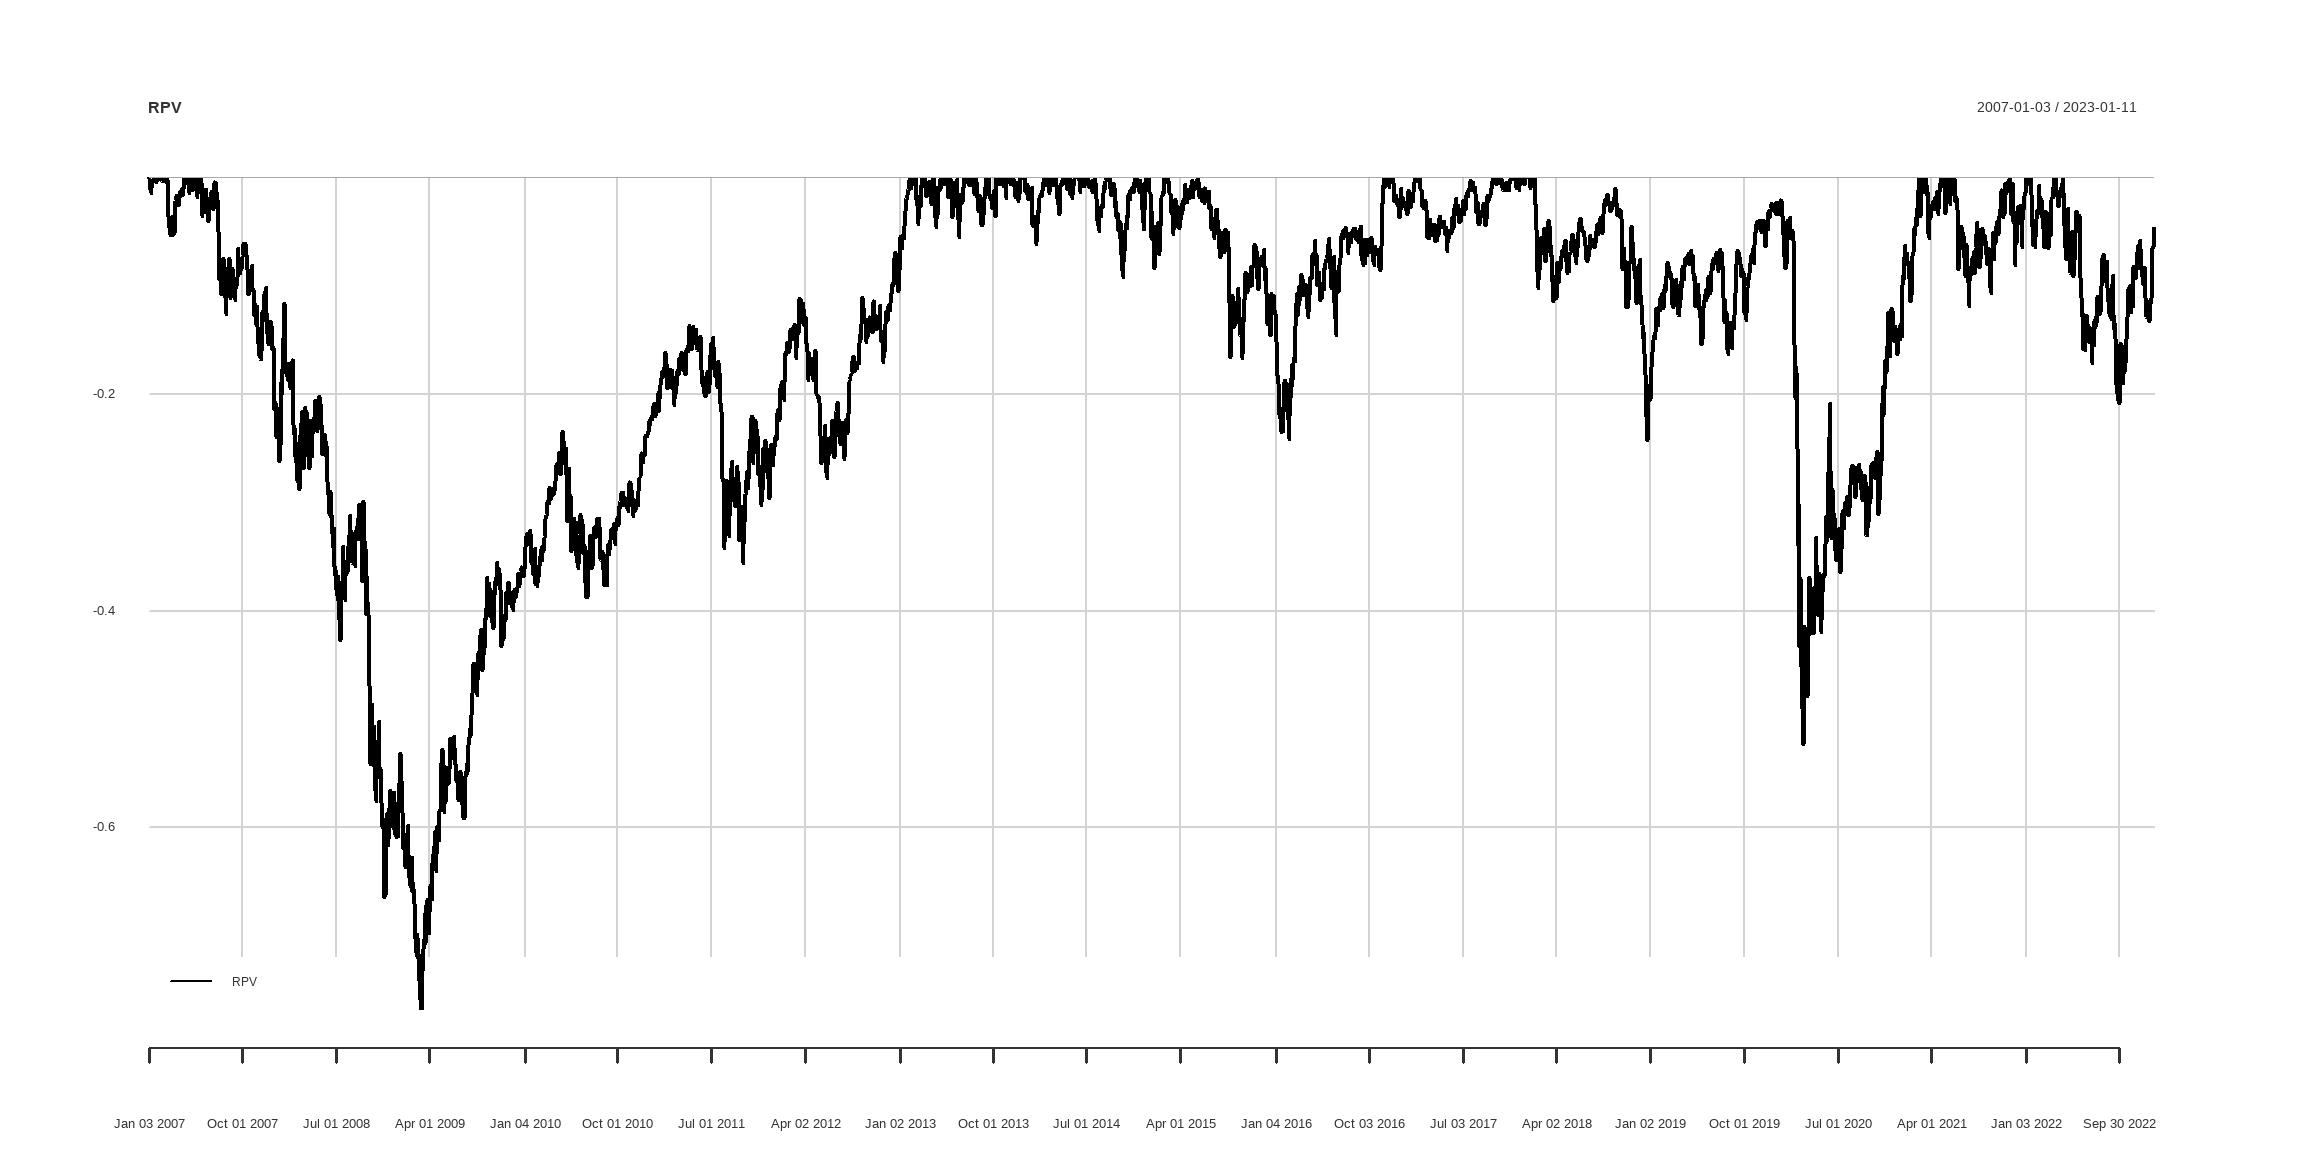 RPV 2007-01-03 / 2023-01-11
-0.2
-0.4
-0.6
RPV
Jan 03 2007 Oct 01 2007 Jul 01 2008 Apr 01 2009 Jan 04 2010 Oct 01 2010 Jul 01 2011 Apr 02 2012 Jan 02 2013 Oct 01 2013 Jul 01 2014 Apr 01 2015 Jan 04 2016 Oct 03 2016 Jul 03 2017 Apr 02 2018 Jan 02 2019 Oct 01 2019 Jul 01 2020 Apr 01 2021 Jan 03 2022 Sep 30 2022